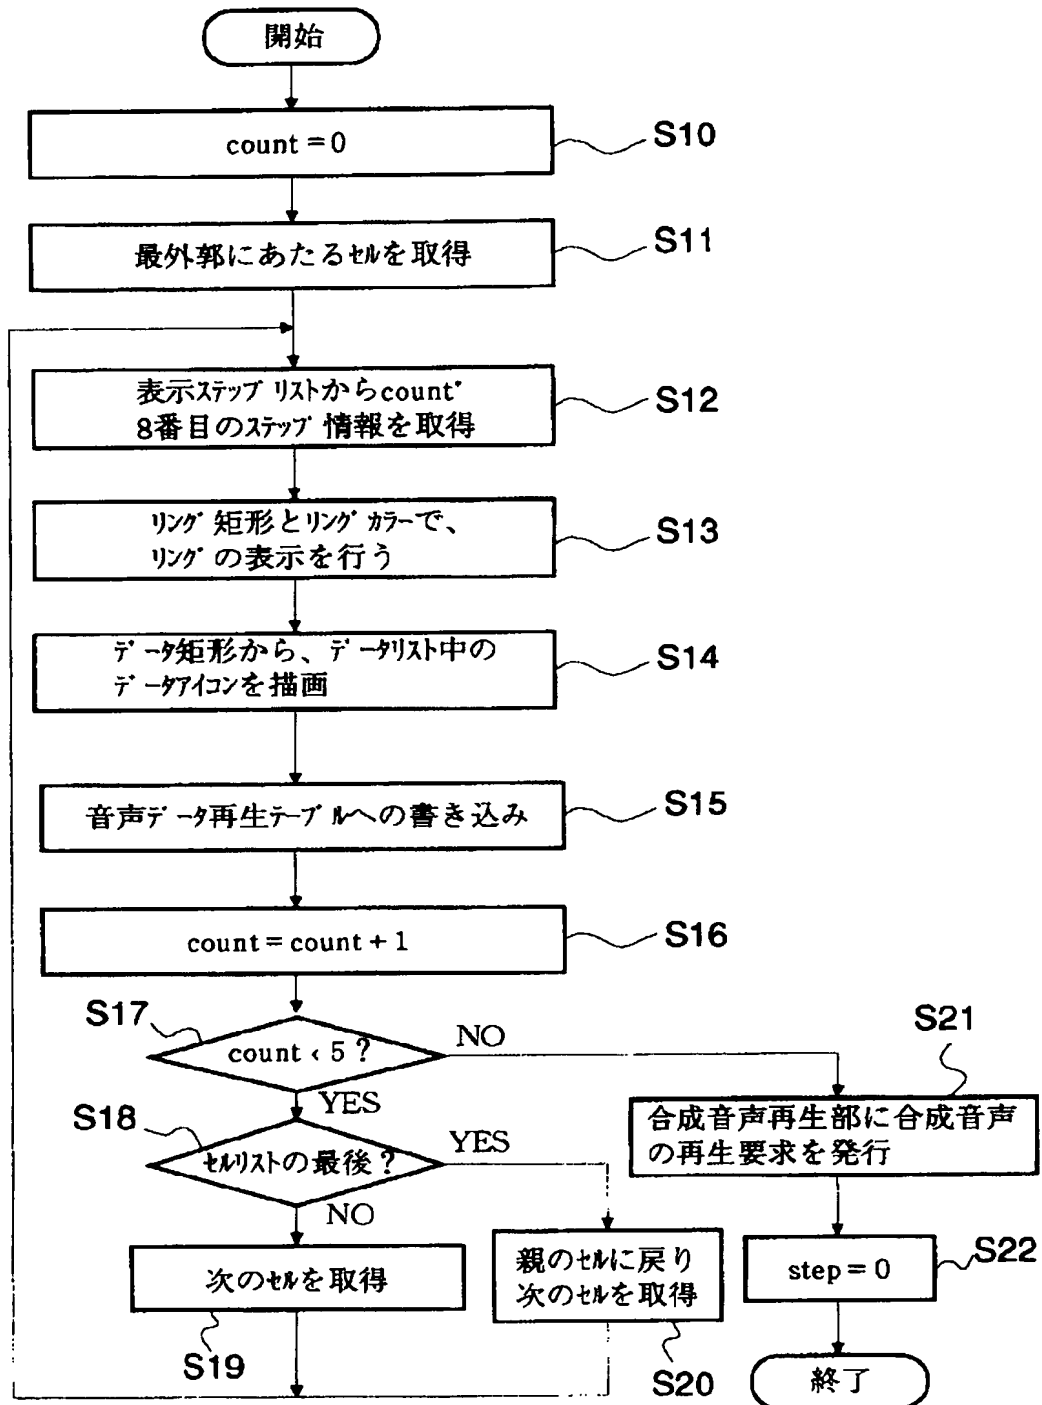 開始
count = 0
S10
最外郭にあたるセルを取得
S11
表示ステップリストからcount*
8番目のステップ情報を取得
S12
リング矩形とリングカラーで、
リングの表示を行う
S13
データ矩形から、データリスト中の
データアイコンを描画
S14
音声データ再生テーブルへの書き込み
S15
count = count + 1
S16
S17
count < 5 ?
NO
YES
S18
セルリストの最後?
YES
NO
次のセルを取得
S19
親のセルに戻り
次のセルを取得
S20
S21
合成音声再生部に合成音声
の再生要求を発行
step = 0
S22
終了